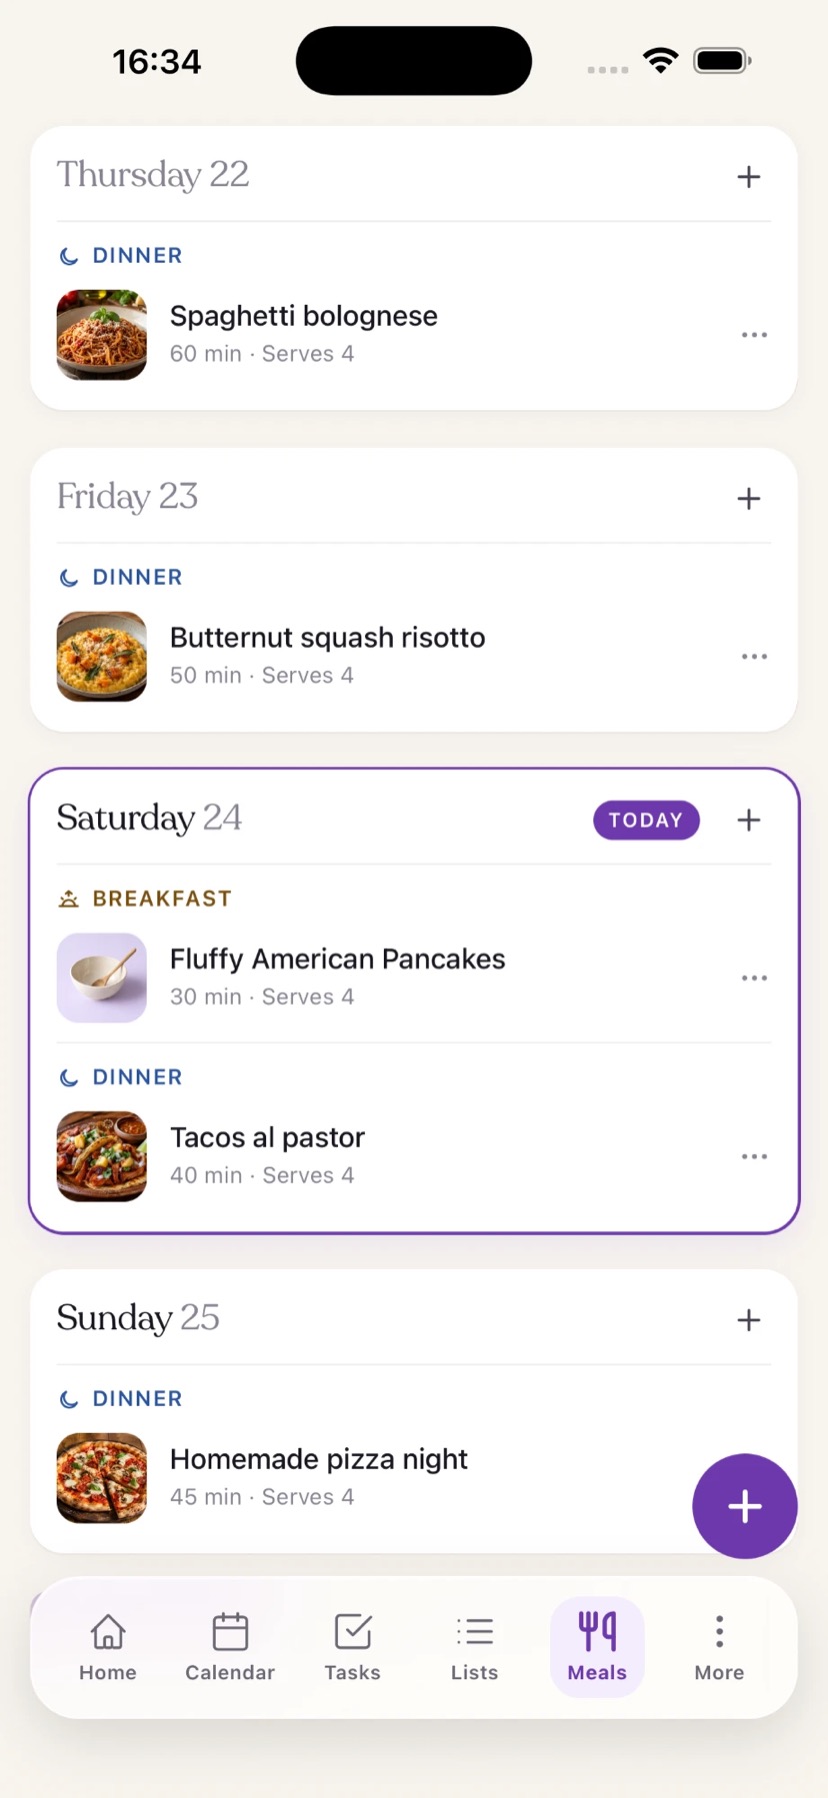 16:34
Thursday 22
DINNER
Spaghetti bolognese
60 min · Serves 4
Friday 23
DINNER
Butternut squash risotto
50 min · Serves 4
Saturday 24
TODAY
BREAKFAST
Fluffy American Pancakes
30 min · Serves 4
DINNER
Tacos al pastor
40 min · Serves 4
Sunday 25
DINNER
Homemade pizza night
45 min · Serves 4
Home
Calendar
Tasks
Lists
Meals
More